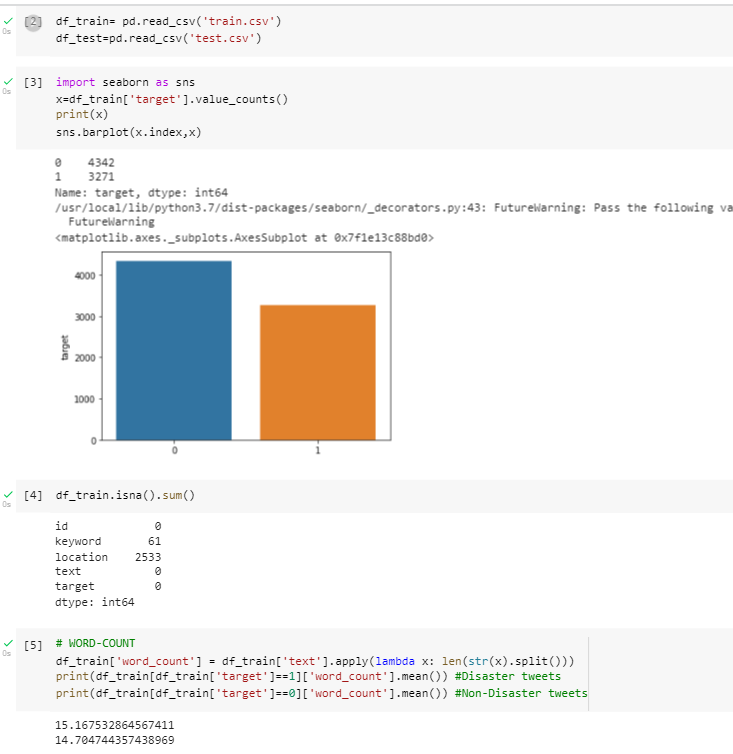 [2] df_train= pd.read_csv('train.csv')
0s
df_test=pd.read_csv('test.csv')
[3] import seaborn as sns
0s
x=df_train['target'].value_counts()
print(x)
sns.barplot(x.index,x)
0 4342
1 3271
Name: target, dtype: int64
/usr/local/lib/python3.7/dist-packages/seaborn/_decorators.py:43: FutureWarning: Pass the following va
FutureWarning
<matplotlib.axes._subplots.AxesSubplot at 0x7f1e13c88bd0>
4000
3000
target
2000
1000
0
0 1
[4] df_train.isna().sum()
0s
id 0
keyword 61
location 2533
text 0
target 0
dtype: int64
[5] # WORD-COUNT
0s
df_train['word_count'] = df_train['text'].apply(lambda x: len(str(x).split()))
print(df_train[df_train['target']==1]['word_count'].mean()) #Disaster tweets
print(df_train[df_train['target']==0]['word_count'].mean()) #Non-Disaster tweets
15.167532864567411
14.704744357438969